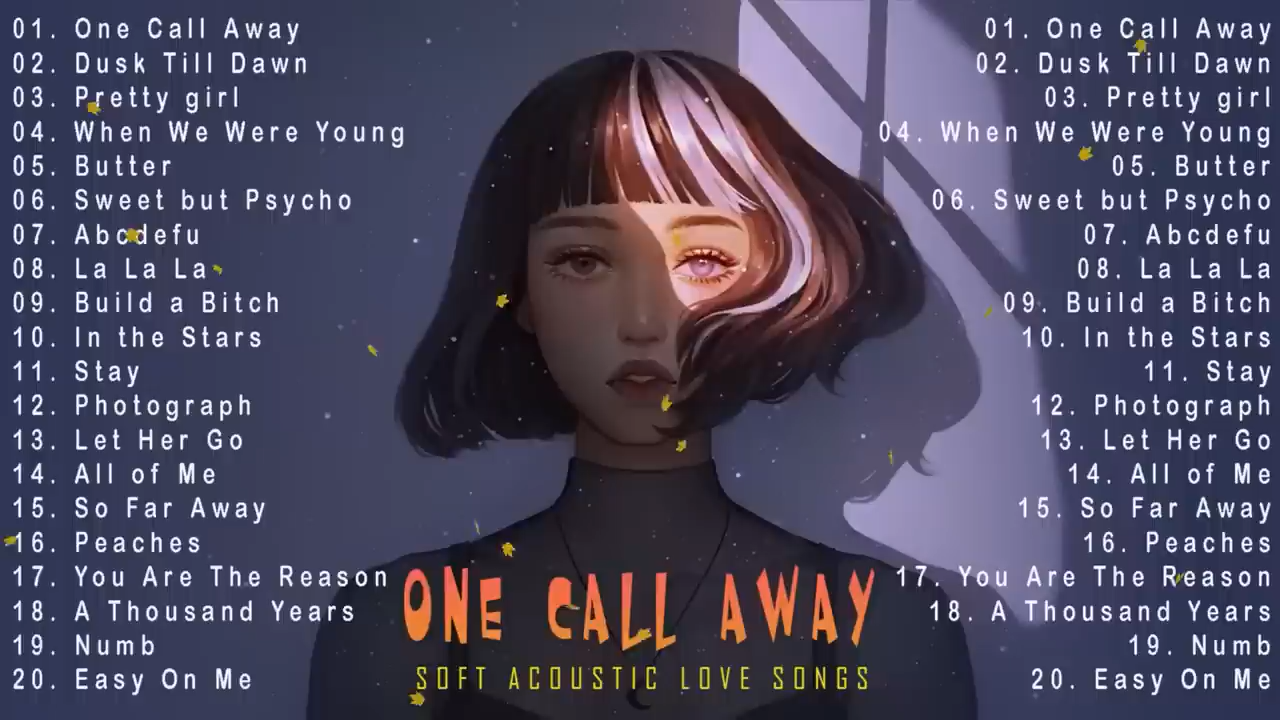 01. One Call Away
02. Dusk Till Dawn
03. Pretty girl
04. When We Were Young
05. Butter
06. Sweet but Psycho
07. Abcdefu
08. La La La
09. Build a Bitch
10. In the Stars
11. Stay
12. Photograph
13. Let Her Go
14. All of Me
15. So Far Away
16. Peaches
17. You Are The Reason
18. A Thousand Years
19. Numb
20. Easy On Me
01. One Call Away
02. Dusk Till Dawn
03. Pretty girl
04. When We Were Young
05. Butter
06. Sweet but Psycho
07. Abcdefu
08. La La La
09. Build a Bitch
10. In the Stars
11. Stay
12. Photograph
13. Let Her Go
14. All of Me
15. So Far Away
16. Peaches
17. You Are The Reason
18. A Thousand Years
19. Numb
20. Easy On Me
ONE CALL AWAY
SOFT ACOUSTIC LOVE SONGS